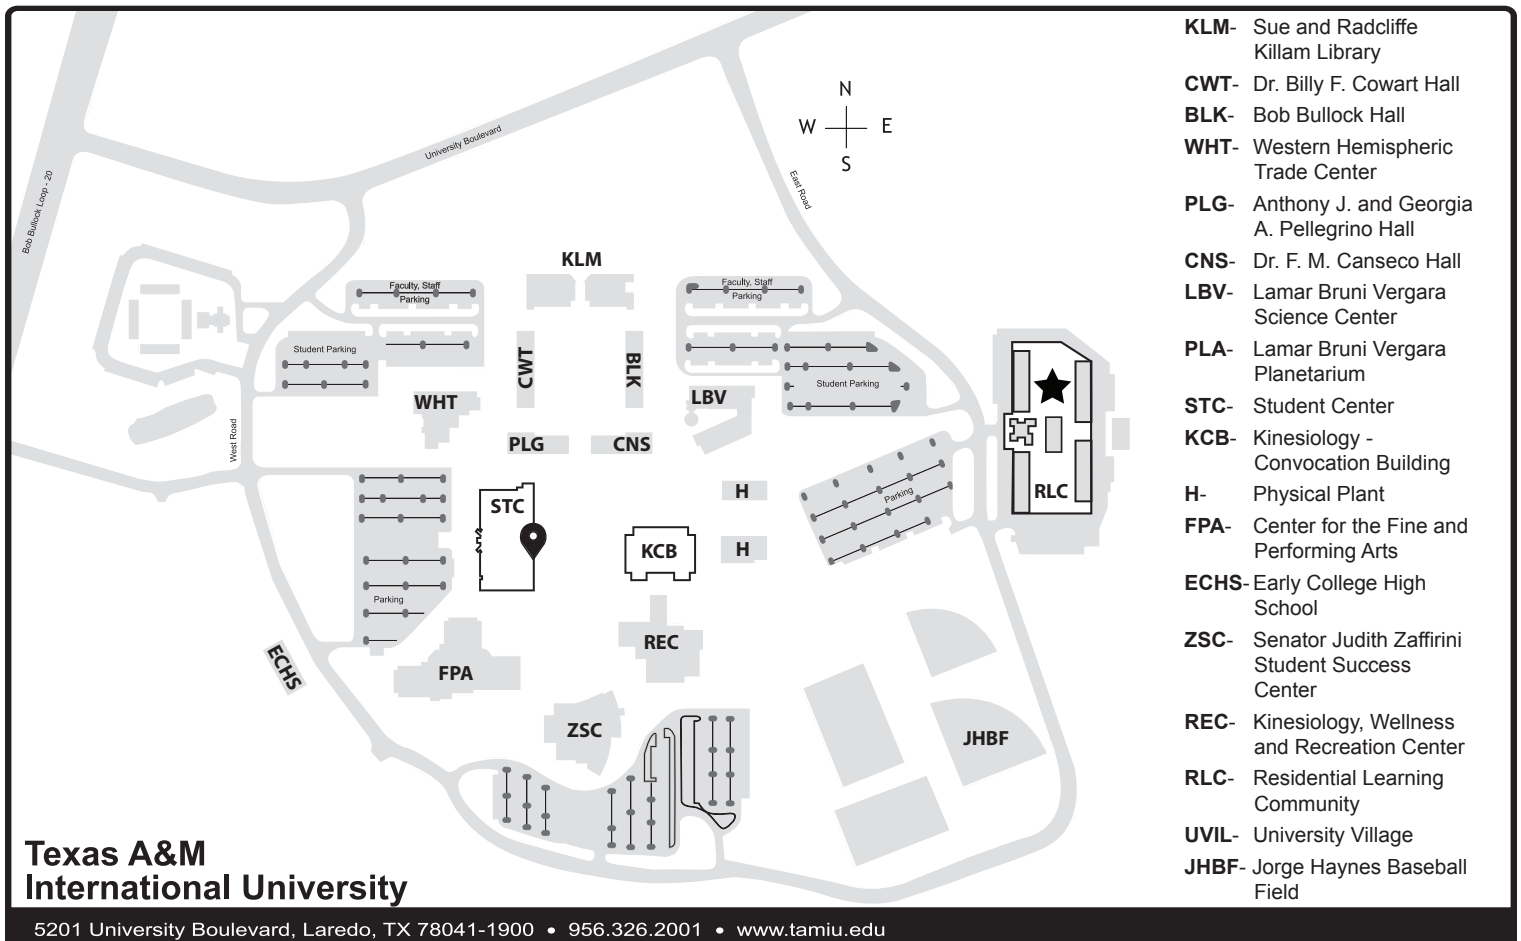 N
W E
S
University Boulevard
Bob Bullock Loop - 20
East Road
West Road
KLM
Faculty, Staff
Parking
Faculty, Staff
Parking
Student Parking
Student Parking
CWT
BLK
WHT
LBV
PLG
CNS
STC
H
H
KCB
Parking
RLC
Parking
REC
ECHS
FPA
ZSC
JHBF
KLM- Sue and Radcliffe
Killam Library
CWT- Dr. Billy F. Cowart Hall
BLK- Bob Bullock Hall
WHT- Western Hemispheric
Trade Center
PLG- Anthony J. and Georgia
A. Pellegrino Hall
CNS- Dr. F. M. Canseco Hall
LBV- Lamar Bruni Vergara
Science Center
PLA- Lamar Bruni Vergara
Planetarium
STC- Student Center
KCB- Kinesiology -
Convocation Building
H- Physical Plant
FPA- Center for the Fine and
Performing Arts
ECHS- Early College High
School
ZSC- Senator Judith Zaffirini
Student Success
Center
REC- Kinesiology, Wellness
and Recreation Center
RLC- Residential Learning
Community
UVIL- University Village
JHBF- Jorge Haynes Baseball
Field
Texas A&M
International University
5201 University Boulevard, Laredo, TX 78041-1900 • 956.326.2001 • www.tamiu.edu